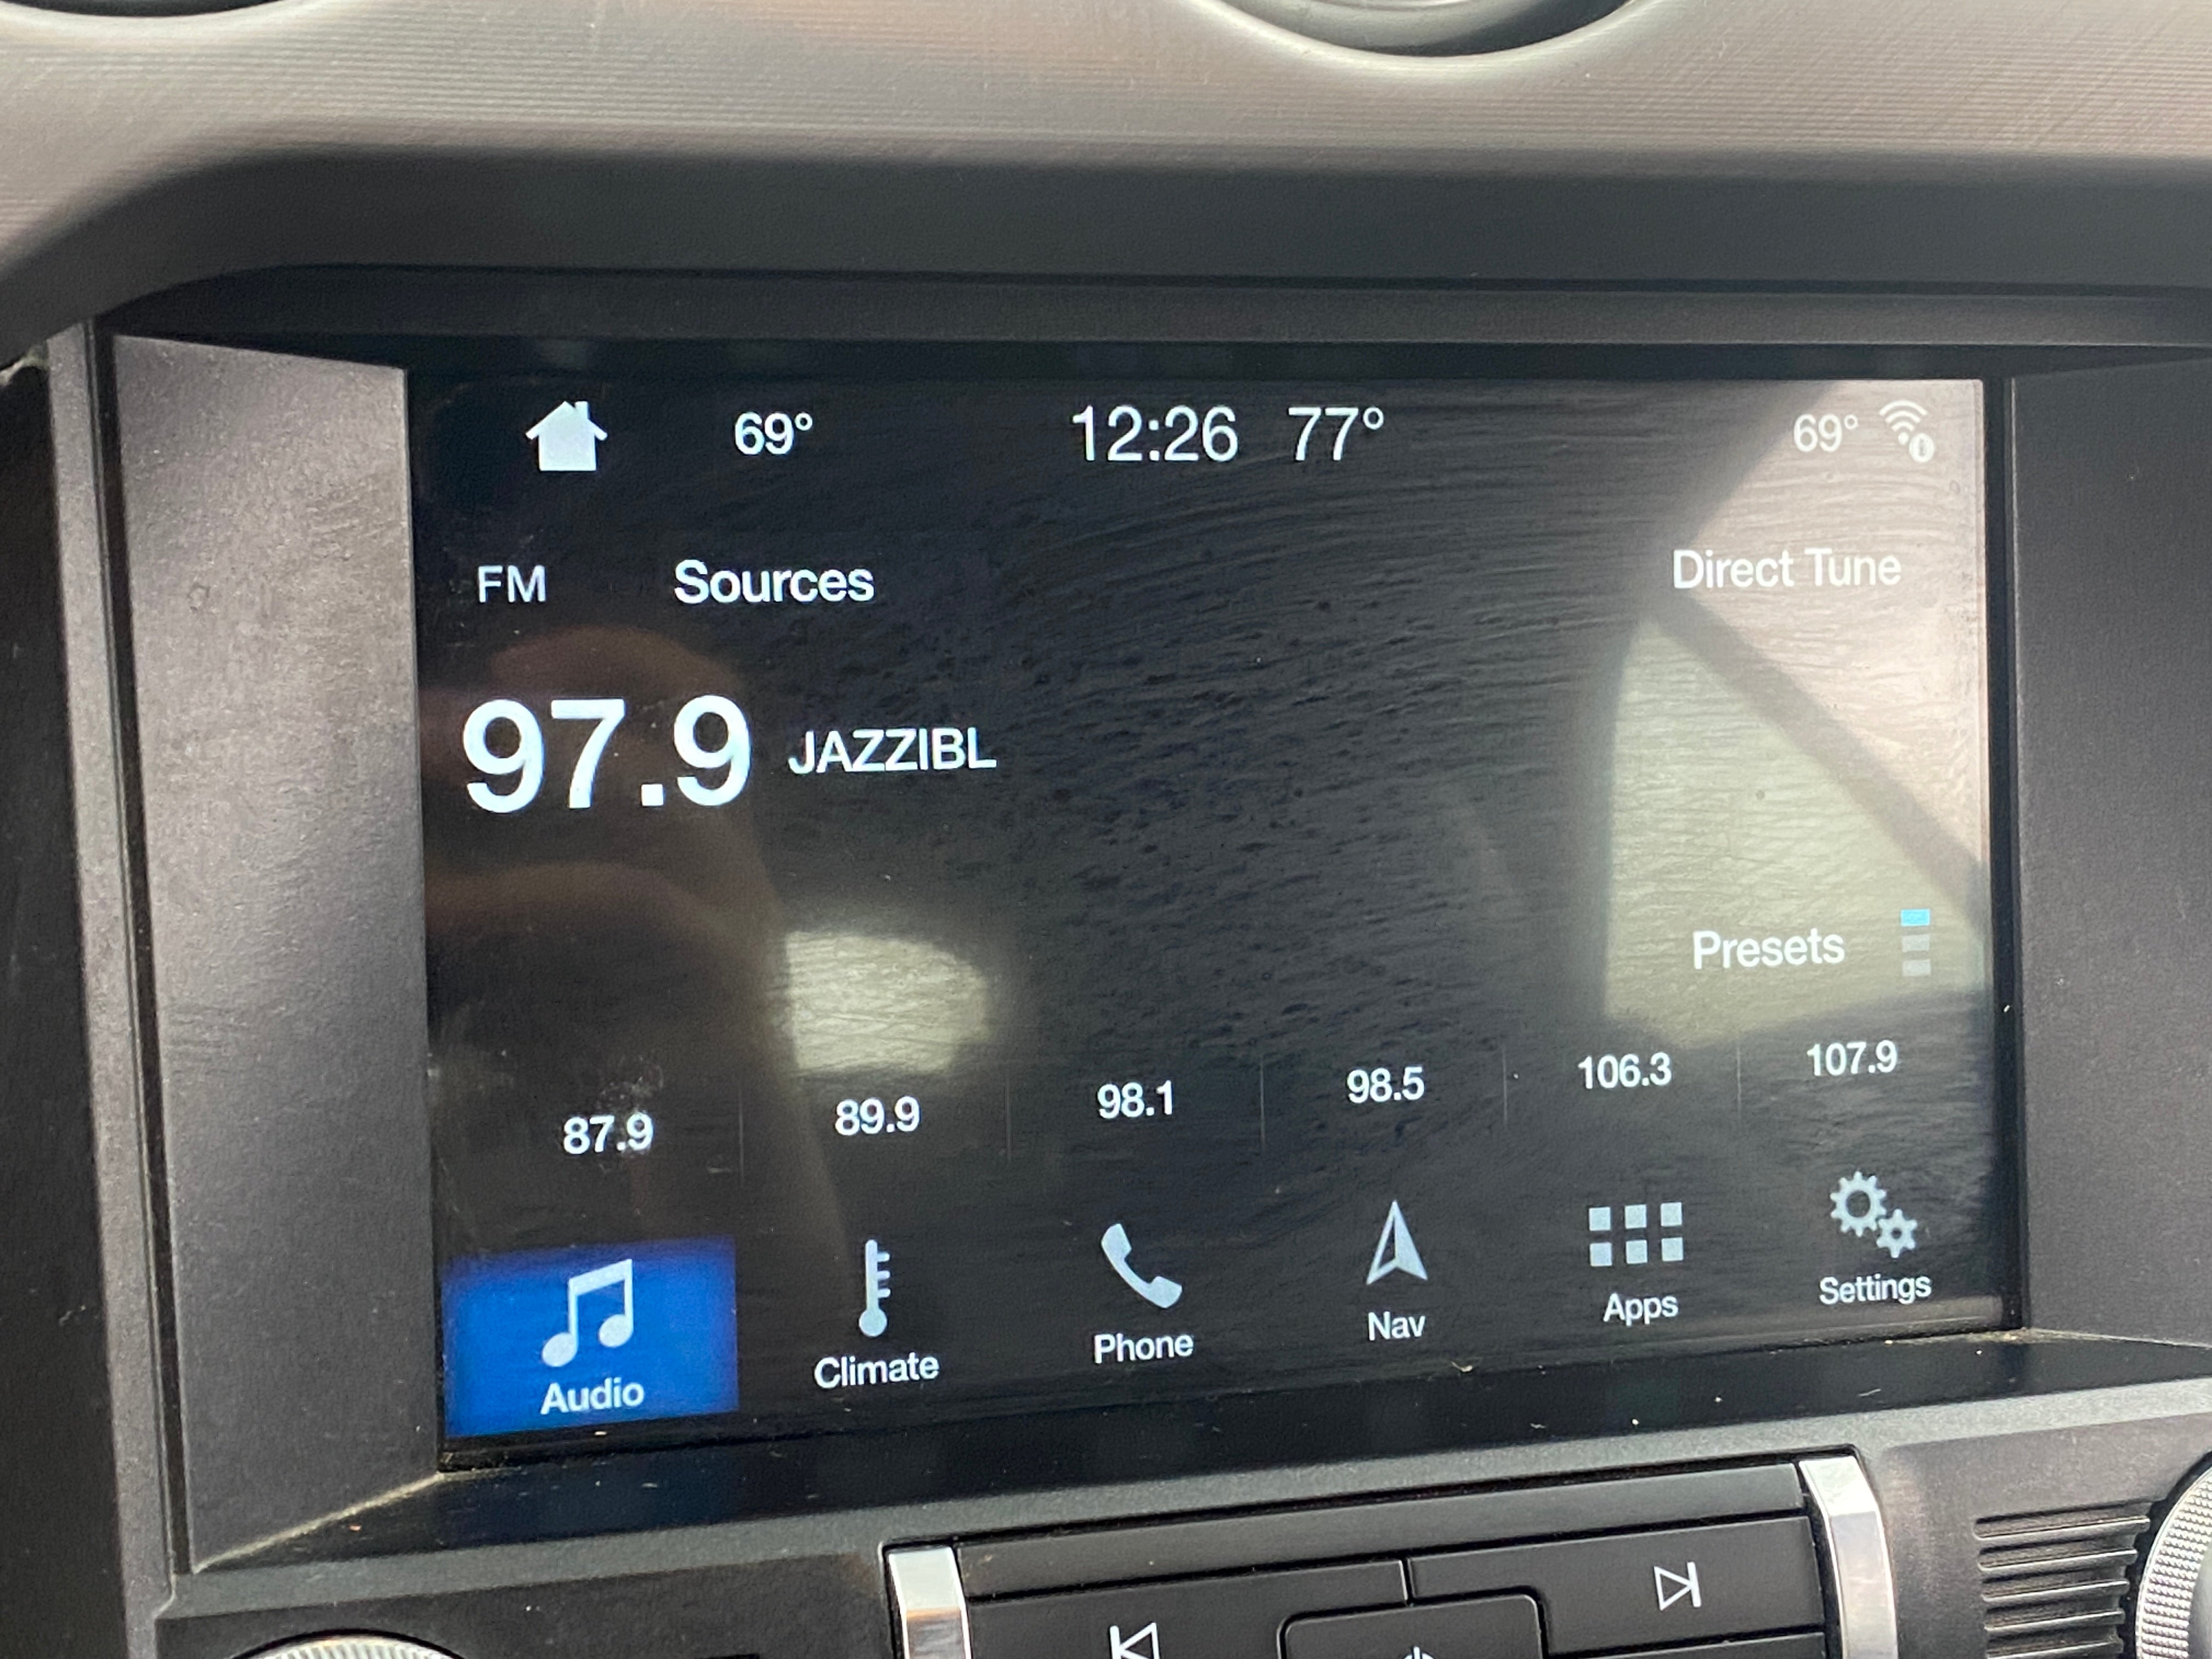 69° 12:26 77° 69°
FM Sources Direct Tune
97.9 JAZZIBL
Presets
87.9 89.9 98.1 98.5 106.3 107.9
Audio Climate Phone Nav Apps Settings